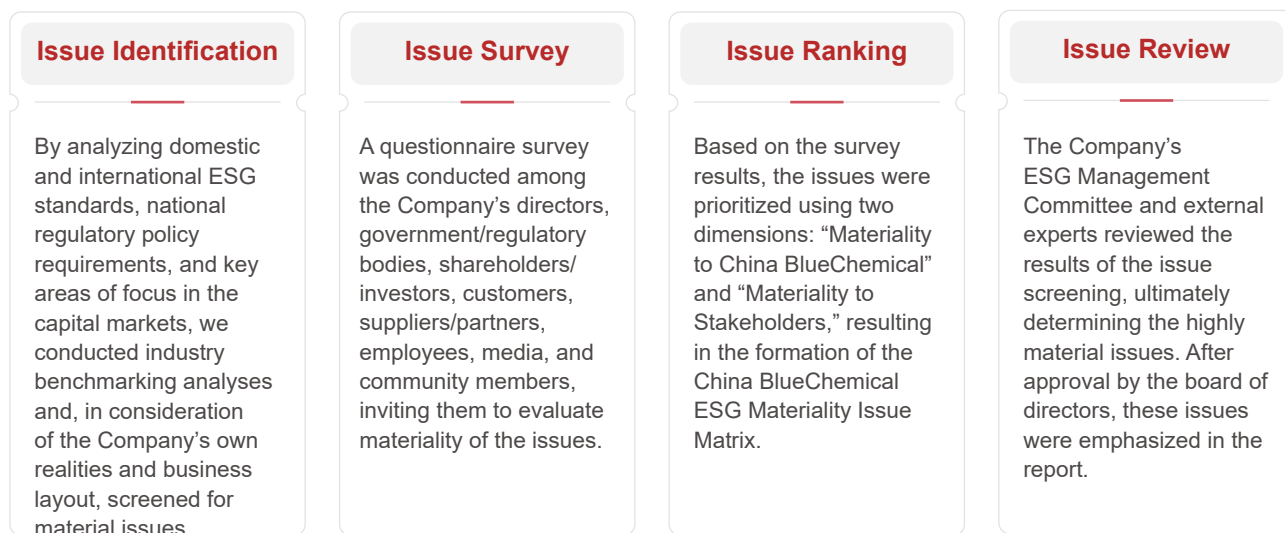 Issue Identification
By analyzing domestic
and international ESG
standards, national
regulatory policy
requirements, and key
areas of focus in the
capital markets, we
conducted industry
benchmarking analyses
and, in consideration
of the Company’s own
realities and business
layout, screened for
material issues
Issue Survey
A questionnaire survey
was conducted among
the Company’s directors,
government/regulatory
bodies, shareholders/
investors, customers,
suppliers/partners,
employees, media, and
community members,
inviting them to evaluate
materiality of the issues.
Issue Ranking
Based on the survey
results, the issues were
prioritized using two
dimensions: “Materiality
to China BlueChemical”
and “Materiality to
Stakeholders,” resulting
in the formation of the
China BlueChemical
ESG Materiality Issue
Matrix.
Issue Review
The Company’s
ESG Management
Committee and external
experts reviewed the
results of the issue
screening, ultimately
determining the highly
material issues. After
approval by the board of
directors, these issues
were emphasized in the
report.